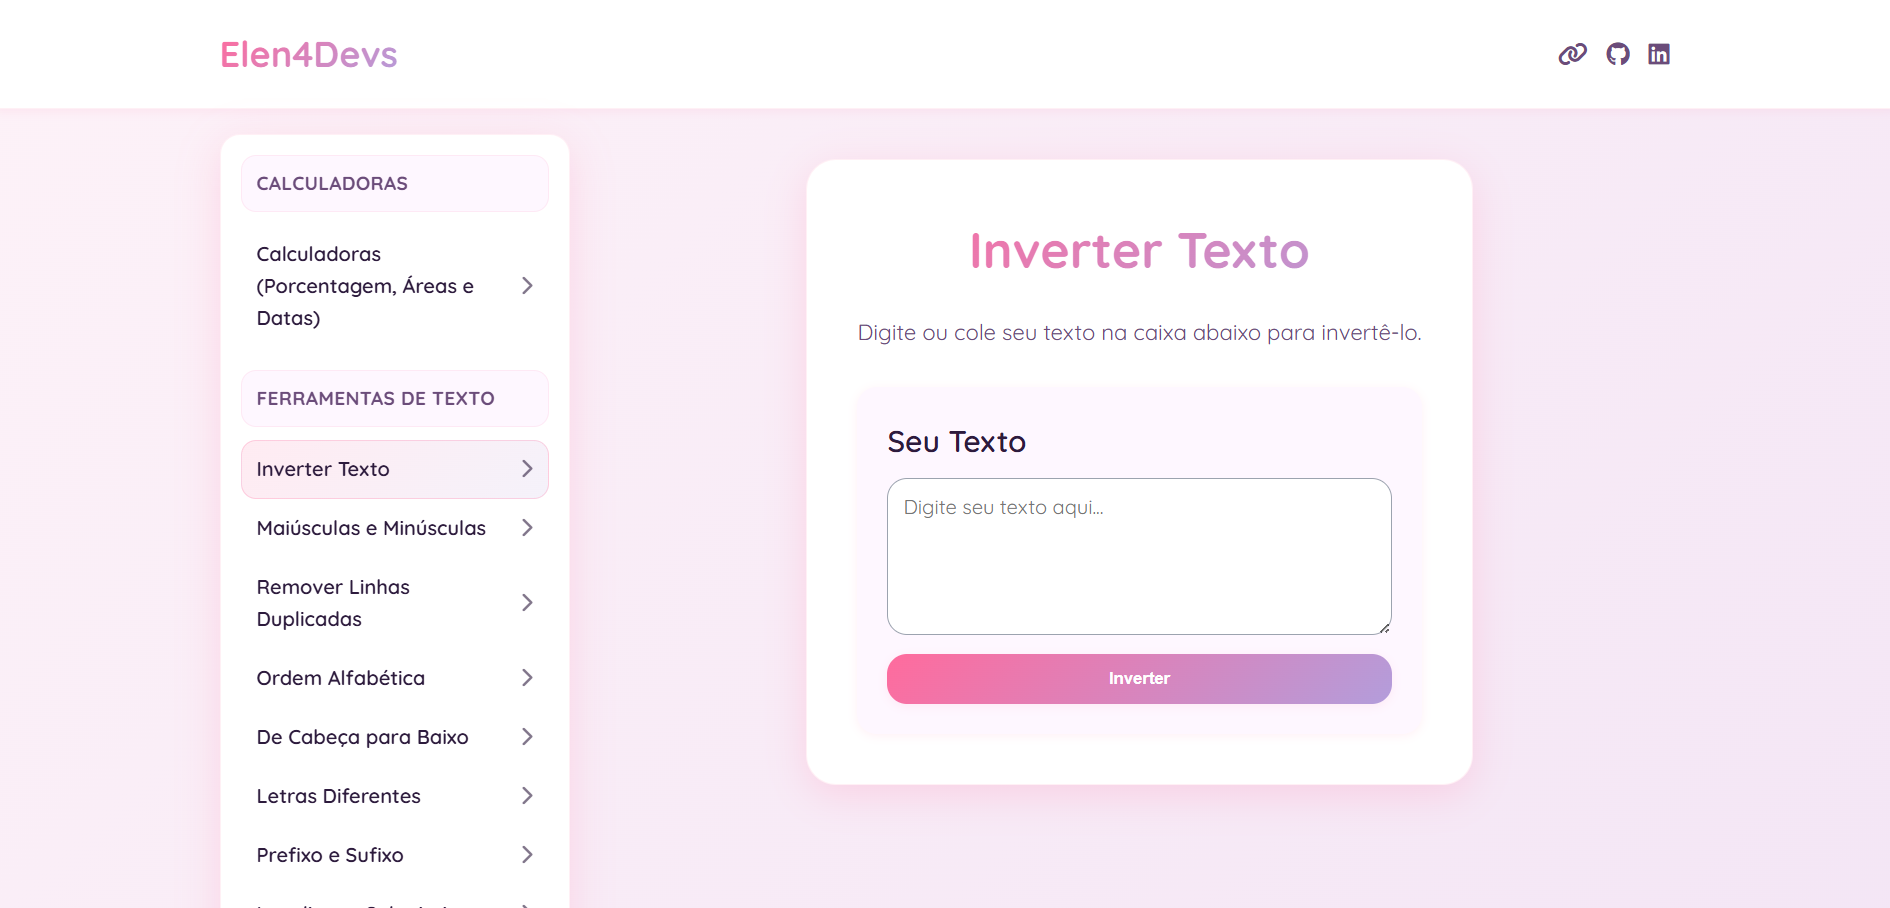 Elen4Devs
CALCULADORAS
Calculadoras
(Porcentagem, Áreas e
Datas)
FERRAMENTAS DE TEXTO
Inverter Texto
Maiúsculas e Minúsculas
Remover Linhas
Duplicadas
Ordem Alfabética
De Cabeça para Baixo
Letras Diferentes
Prefixo e Sufixo
Inverter Texto
Digite ou cole seu texto na caixa abaixo para invertê-lo.
Seu Texto
Digite seu texto aqui...
Inverter